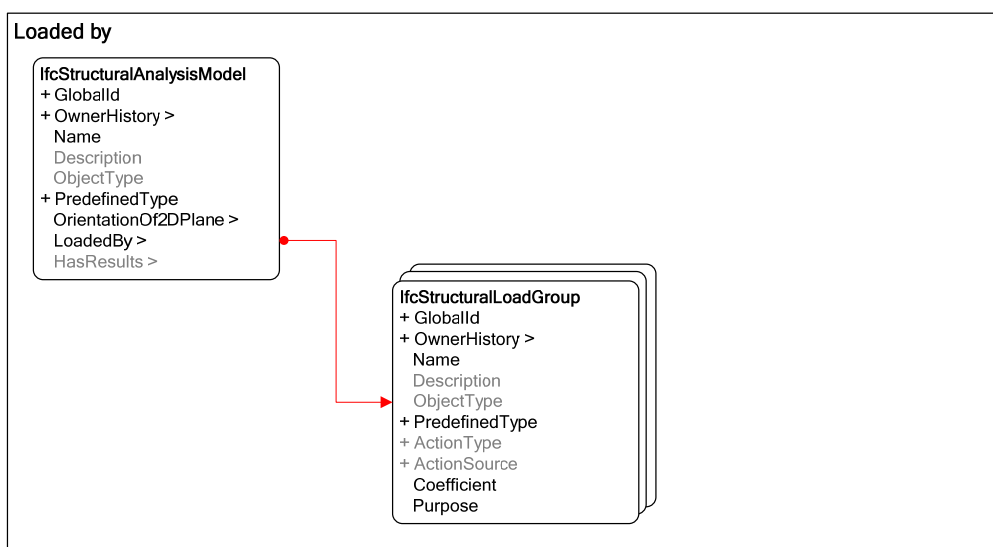 Loaded by
IfcStructuralAnalysisModel
+ GlobalId
+ OwnerHistory >
Name
Description
ObjectType
+ PredefinedType
OrientationOf2DPlane >
LoadedBy >
HasResults >
IfcStructuralLoadGroup
+ GlobalId
+ OwnerHistory >
Name
Description
ObjectType
+ PredefinedType
+ ActionType
+ ActionSource
Coefficient
Purpose